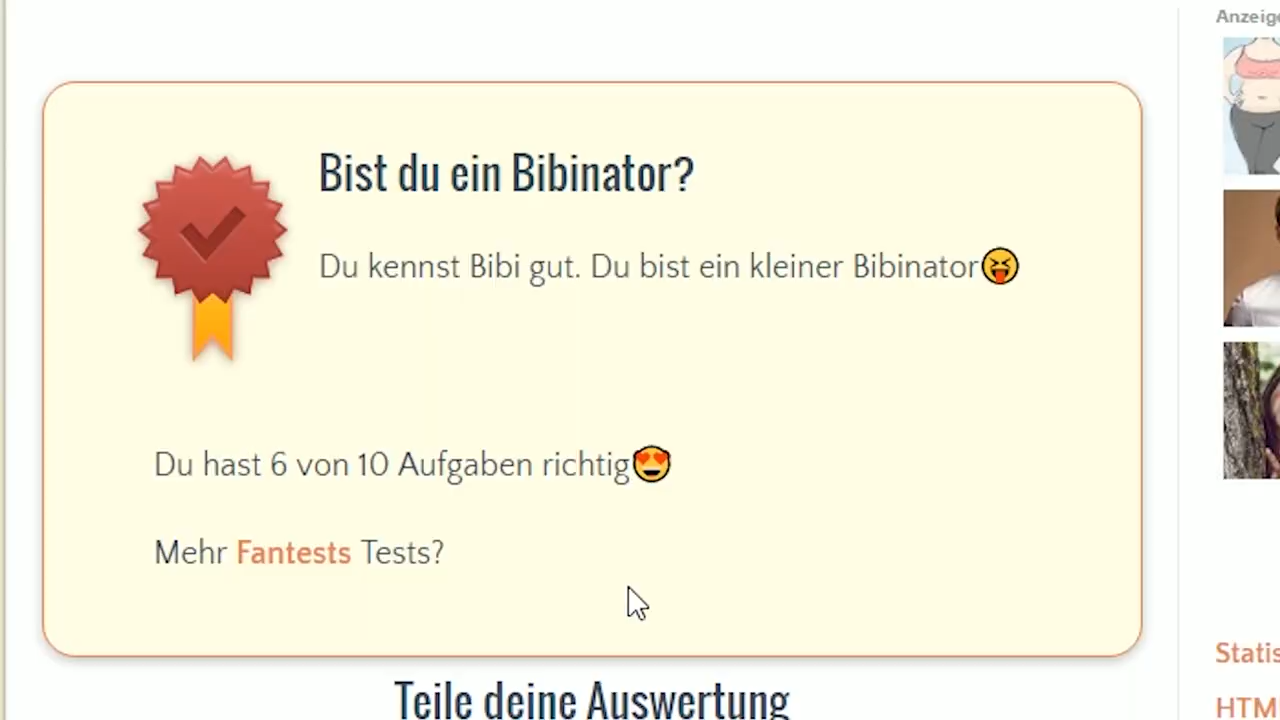 Anzeige
Bist du ein Bibinator?
Du kennst Bibi gut. Du bist ein kleiner Bibinator😝
Du hast 6 von 10 Aufgaben richtig😍
Mehr Fantests Tests?
Teile deine Auswertung